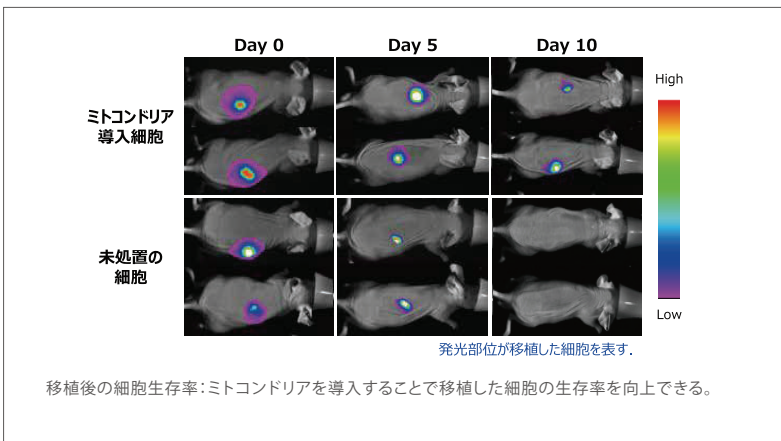 Day 0 Day 5 Day 10
High
ミトコンドリア
導入細胞
未処置の
細胞
Low
発光部位が移植した細胞を表す.
移植後の細胞生存率：ミトコンドリアを導入することで移植した細胞の生存率を向上できる。